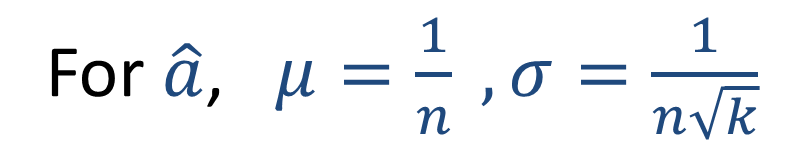 For â, μ = 1/n , σ = 1/(n√k)